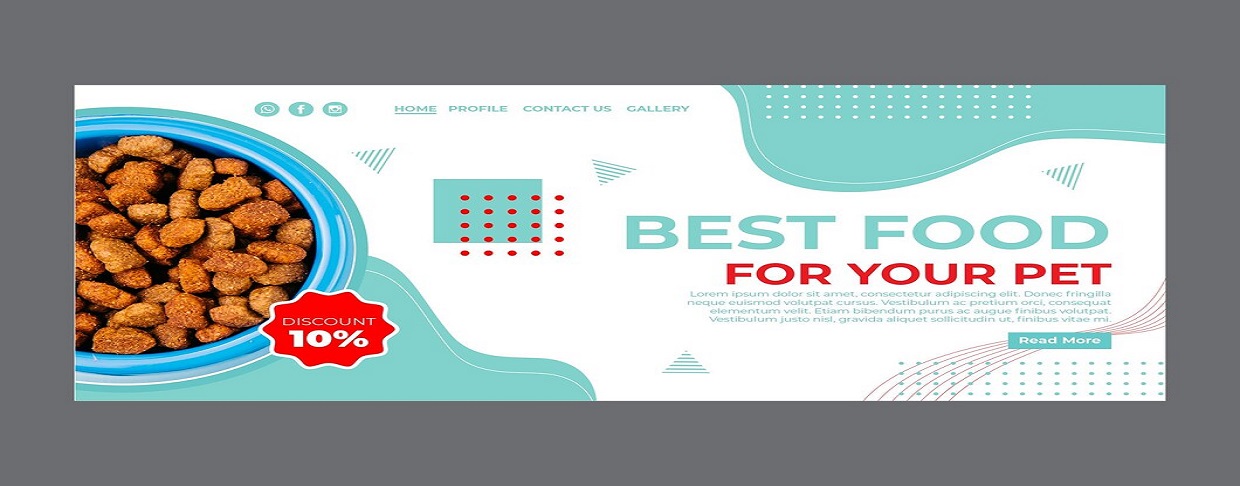 HOME PROFILE CONTACT US GALLERY
BEST FOOD
FOR YOUR PET
Lorem ipsum dolor sit amet, consectetur adipiscing elit. Donec fringilla
neque euismod volutpat cursus. Vestibulum pretium orci, consequat
elementum velit. Etiam bibendum purus ac augue finibus volutpat.
Vestibulum justo nisl, gravida aliquet sollicitudin ut, finibus vitae mi.
Read More
DISCOUNT
10%